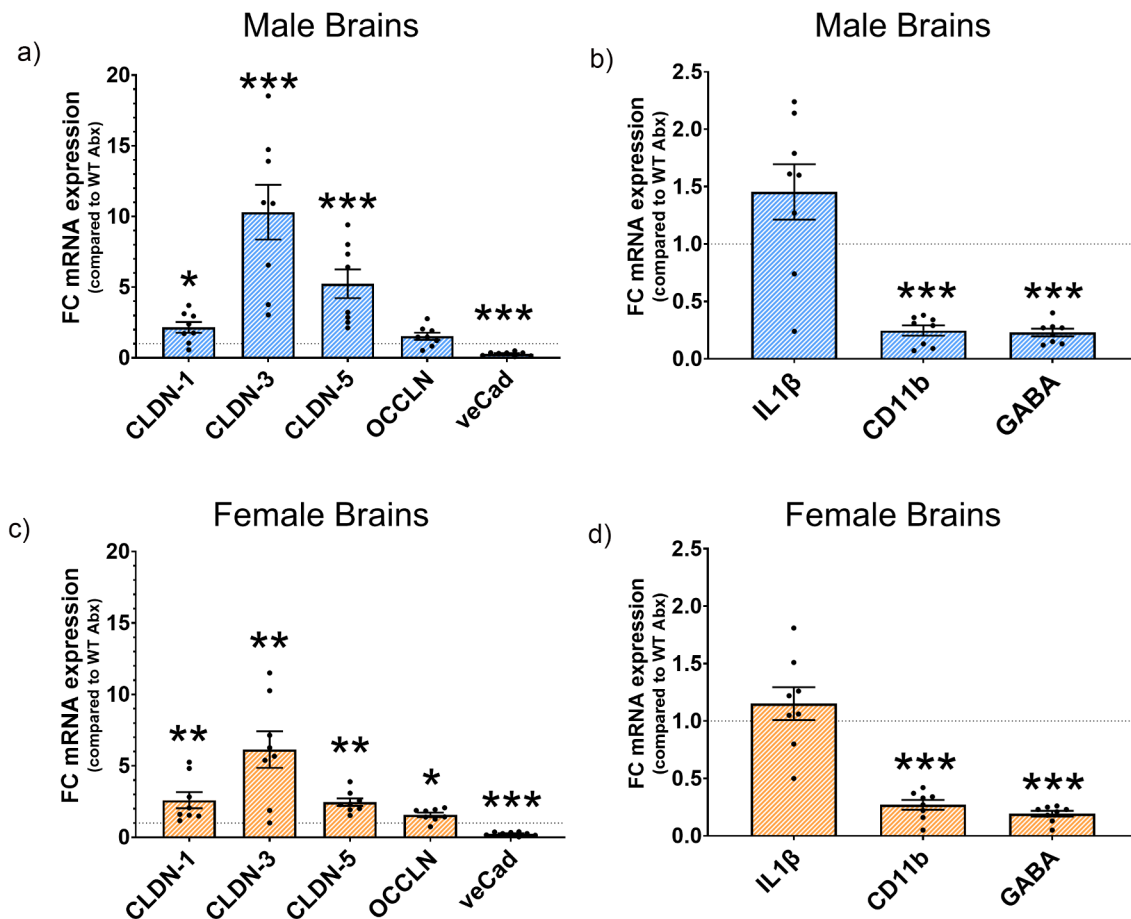 Male Brains
a)
FC mRNA expression
(compared to WT Abx)
20
15
10
5
0
*
***
***
***
CLDN-1
CLDN-3
CLDN-5
OCCLN
veCad
Male Brains
b)
FC mRNA expression
(compared to WT Abx)
2.5
2.0
1.5
1.0
0.5
0.0
***
***
IL1β
CD11b
GABA
Female Brains
c)
FC mRNA expression
(compared to WT Abx)
20
15
10
5
0
**
**
**
*
***
CLDN-1
CLDN-3
CLDN-5
OCCLN
veCad
Female Brains
d)
FC mRNA expression
(compared to WT Abx)
2.5
2.0
1.5
1.0
0.5
0.0
***
***
IL1β
CD11b
GABA